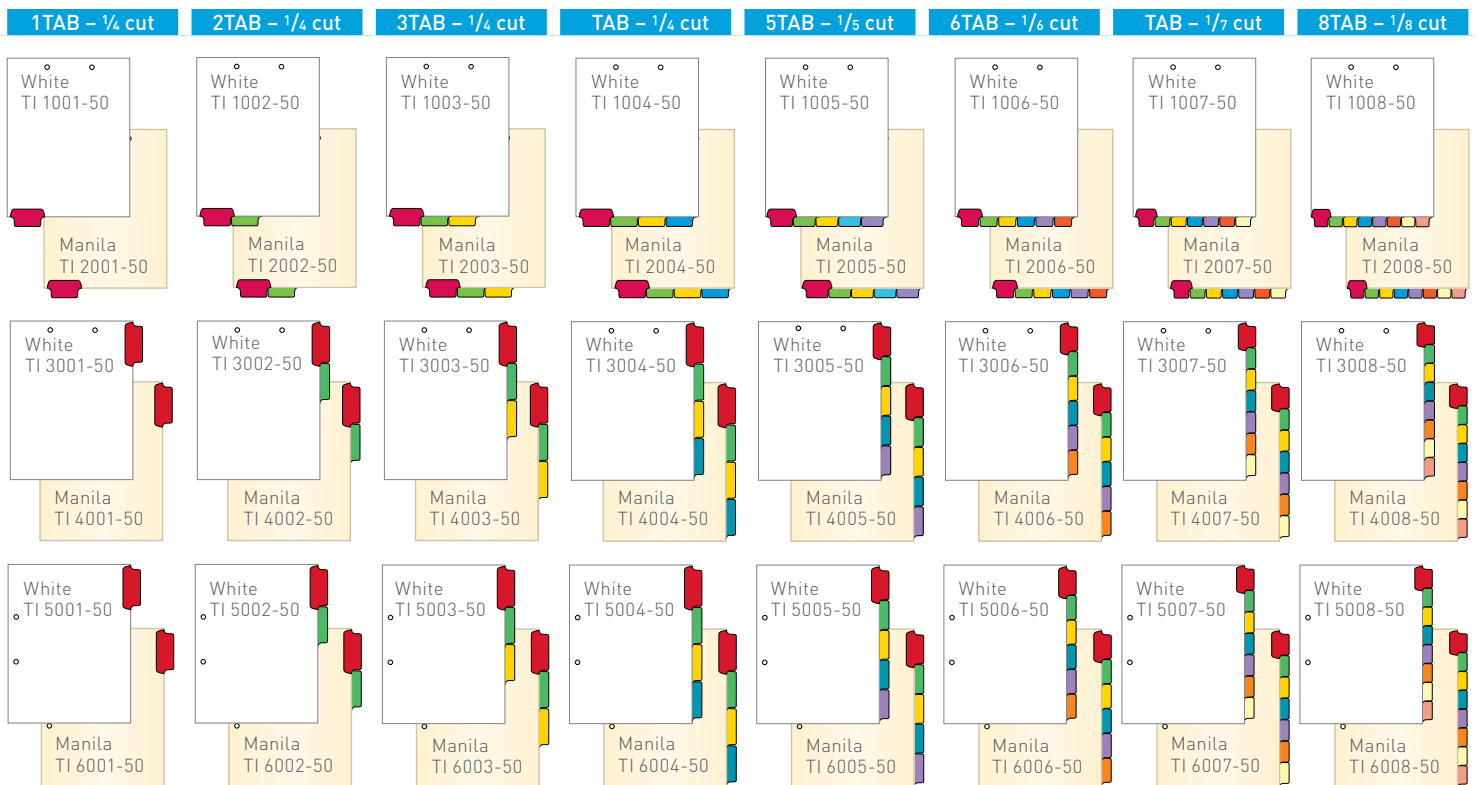 1TAB – 1/4 cut
2TAB – 1/4 cut
3TAB – 1/4 cut
TAB – 1/4 cut
5TAB – 1/5 cut
6TAB – 1/6 cut
TAB – 1/7 cut
8TAB – 1/8 cut
White
TI 1001-50
White
TI 1002-50
White
TI 1003-50
White
TI 1004-50
White
TI 1005-50
White
TI 1006-50
White
TI 1007-50
White
TI 1008-50
Manila
TI 2001-50
Manila
TI 2002-50
Manila
TI 2003-50
Manila
TI 2004-50
Manila
TI 2005-50
Manila
TI 2006-50
Manila
TI 2007-50
Manila
TI 2008-50
White
TI 3001-50
White
TI 3002-50
White
TI 3003-50
White
TI 3004-50
White
TI 3005-50
White
TI 3006-50
White
TI 3007-50
White
TI 3008-50
Manila
TI 4001-50
Manila
TI 4002-50
Manila
TI 4003-50
Manila
TI 4004-50
Manila
TI 4005-50
Manila
TI 4006-50
Manila
TI 4007-50
Manila
TI 4008-50
White
TI 5001-50
White
TI 5002-50
White
TI 5003-50
White
TI 5004-50
White
TI 5005-50
White
TI 5006-50
White
TI 5007-50
White
TI 5008-50
Manila
TI 6001-50
Manila
TI 6002-50
Manila
TI 6003-50
Manila
TI 6004-50
Manila
TI 6005-50
Manila
TI 6006-50
Manila
TI 6007-50
Manila
TI 6008-50